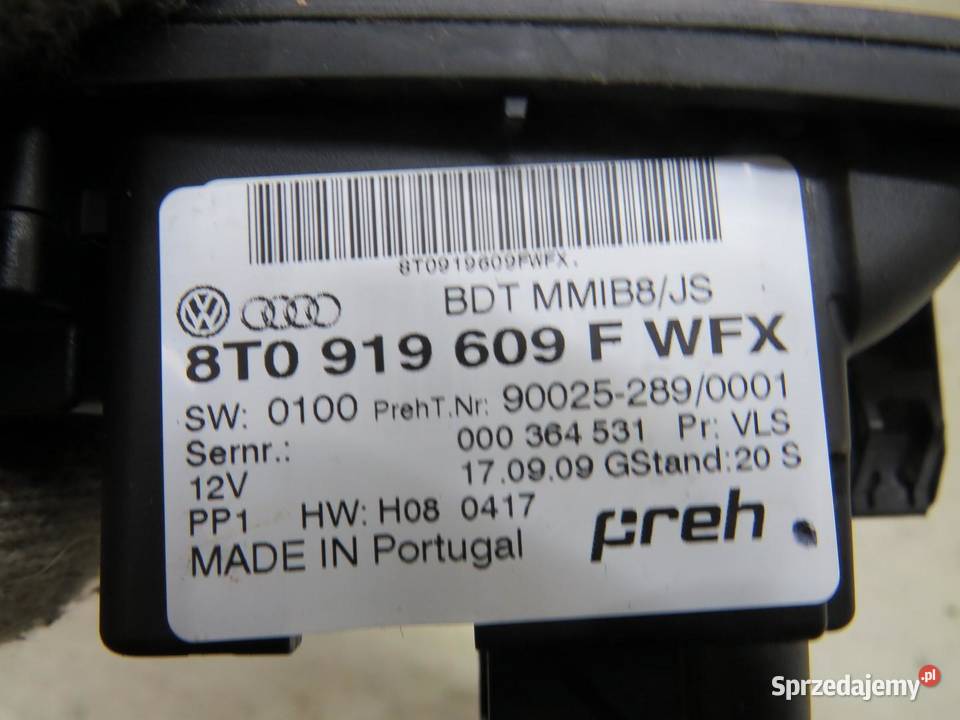 8T0919609FWFX.
BDT MMIB8/JS
8T0 919 609 F WFX
SW: 0100 PrehT.Nr: 90025-289/0001
Sernr.: 000 364 531 Pr: VLS
12V 17.09.09 GStand:20 S
PP1 HW: H08 0417
preh
MADE IN Portugal
Sprzedajemy.pl